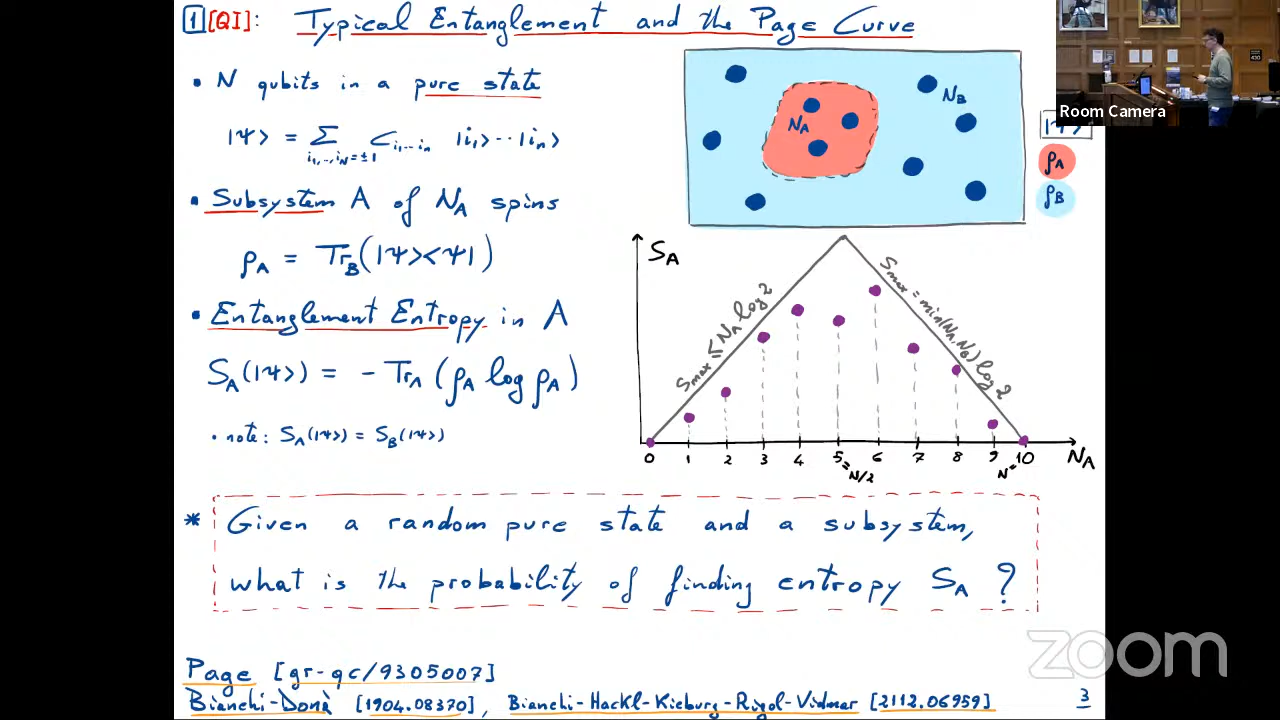 1 [QI]: Typical Entanglement and the Page Curve
• N qubits in a pure state
|ψ> = Σ C i₁...iₙ |i₁> ·· |iₙ>
i₁,..,i_N = ±1
• Subsystem A of N_A spins
ρ_A = Tr_B(|ψ><ψ|)
• Entanglement Entropy in A
S_A(|ψ>) = - Tr_A (ρ_A log ρ_A)
• note: S_A(|ψ>) = S_B(|ψ>)
N_A
N_B
Room Camera
|ψ>
ρ_A
ρ_B
S_A
S_max ≤ N_A log 2
S_max = min(N_A, N_B) log 2
0 1 2 3 4 5 6 7 8 9 10 N_A
= N/2
N =
* Given a random pure state and a subsystem,
what is the probability of finding entropy S_A ?
zoom
Page [gr-qc/9305007]
Bianchi-Donà [1904.08370], Bianchi-Hackl-Kieburg-Rigol-Vidmar [2112.06959]
3